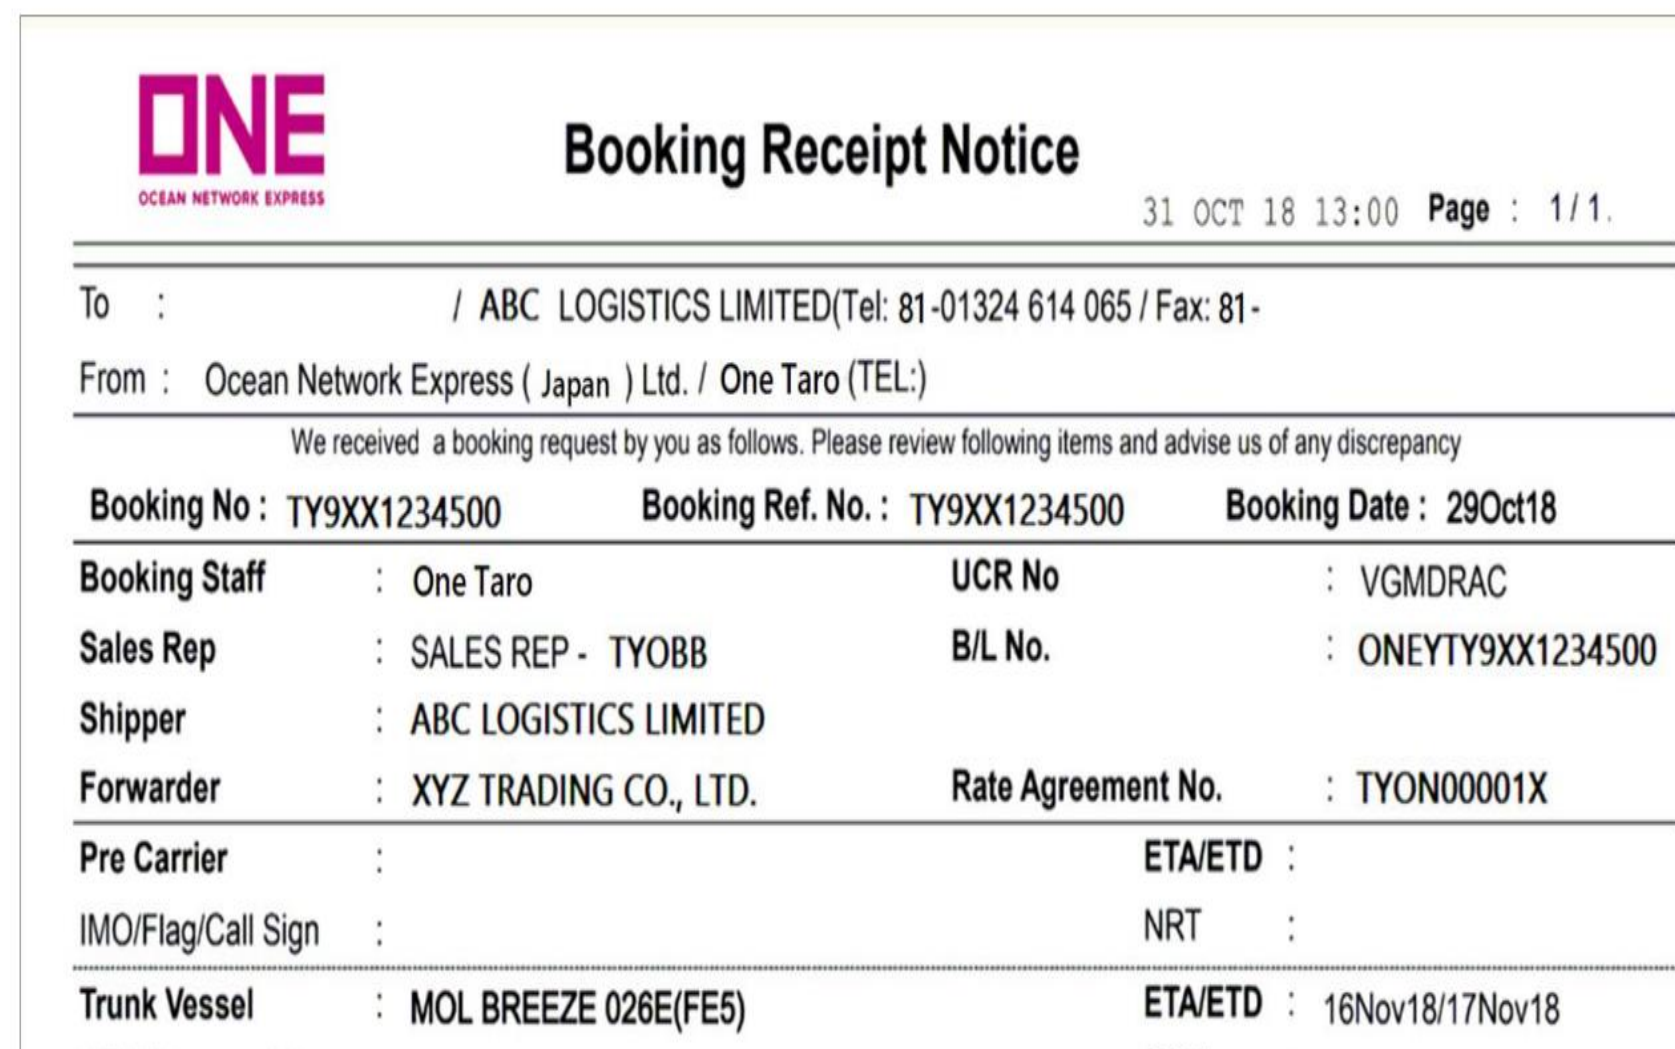 ONE
OCEAN NETWORK EXPRESS
Booking Receipt Notice
31 OCT 18 13:00 Page : 1/1.
To : / ABC LOGISTICS LIMITED(Tel: 81-01324 614 065 / Fax: 81-
From : Ocean Network Express ( Japan ) Ltd. / One Taro (TEL:)
We received a booking request by you as follows. Please review following items and advise us of any discrepancy
Booking No : TY9XX1234500 Booking Ref. No. : TY9XX1234500 Booking Date : 29Oct18
Booking Staff : One Taro UCR No : VGMDRAC
Sales Rep : SALES REP - TYOBB B/L No. : ONEYTY9XX1234500
Shipper : ABC LOGISTICS LIMITED
Forwarder : XYZ TRADING CO., LTD. Rate Agreement No. : TYON00001X
Pre Carrier : ETA/ETD :
IMO/Flag/Call Sign : NRT :
Trunk Vessel : MOL BREEZE 026E(FE5) ETA/ETD : 16Nov18/17Nov18